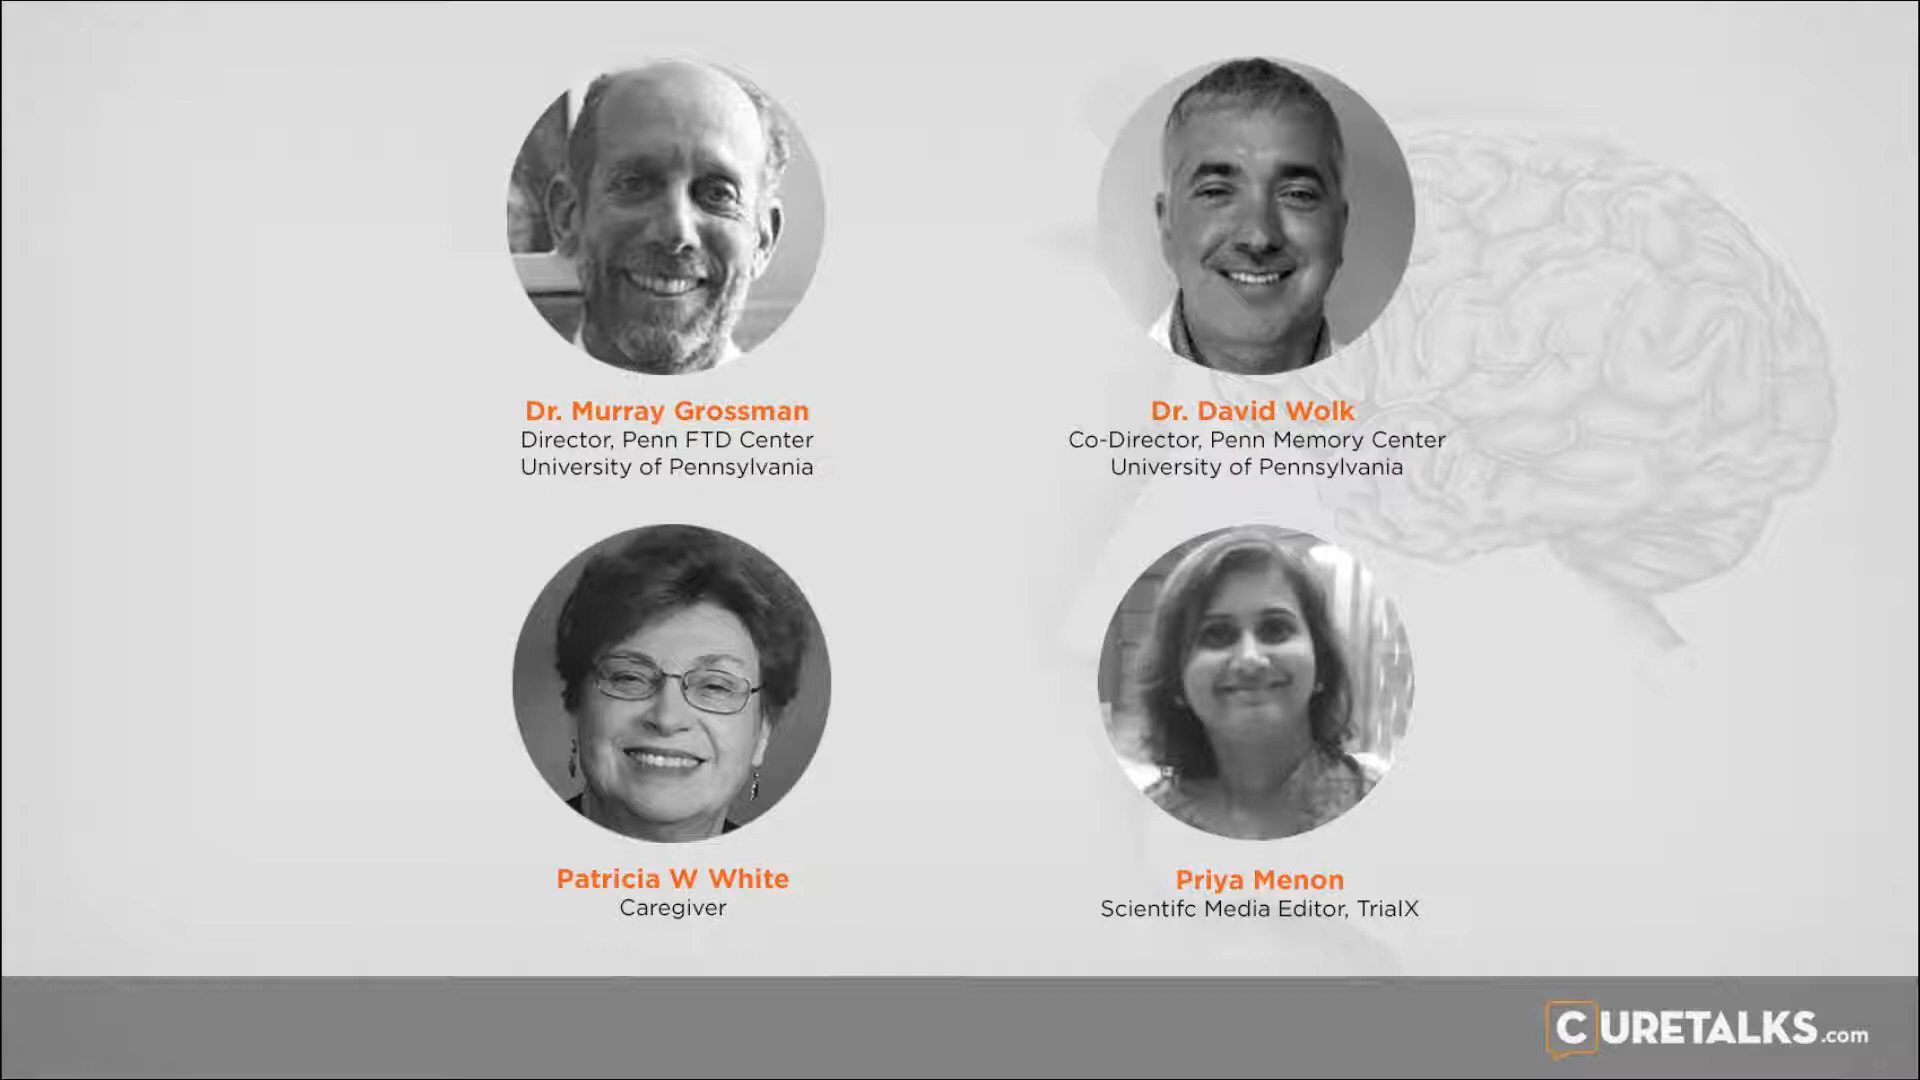 Dr. Murray Grossman
Director, Penn FTD Center
University of Pennsylvania
Dr. David Wolk
Co-Director, Penn Memory Center
University of Pennsylvania
Patricia W White
Caregiver
Priya Menon
Scientifc Media Editor, TrialX
CURETALKS.com